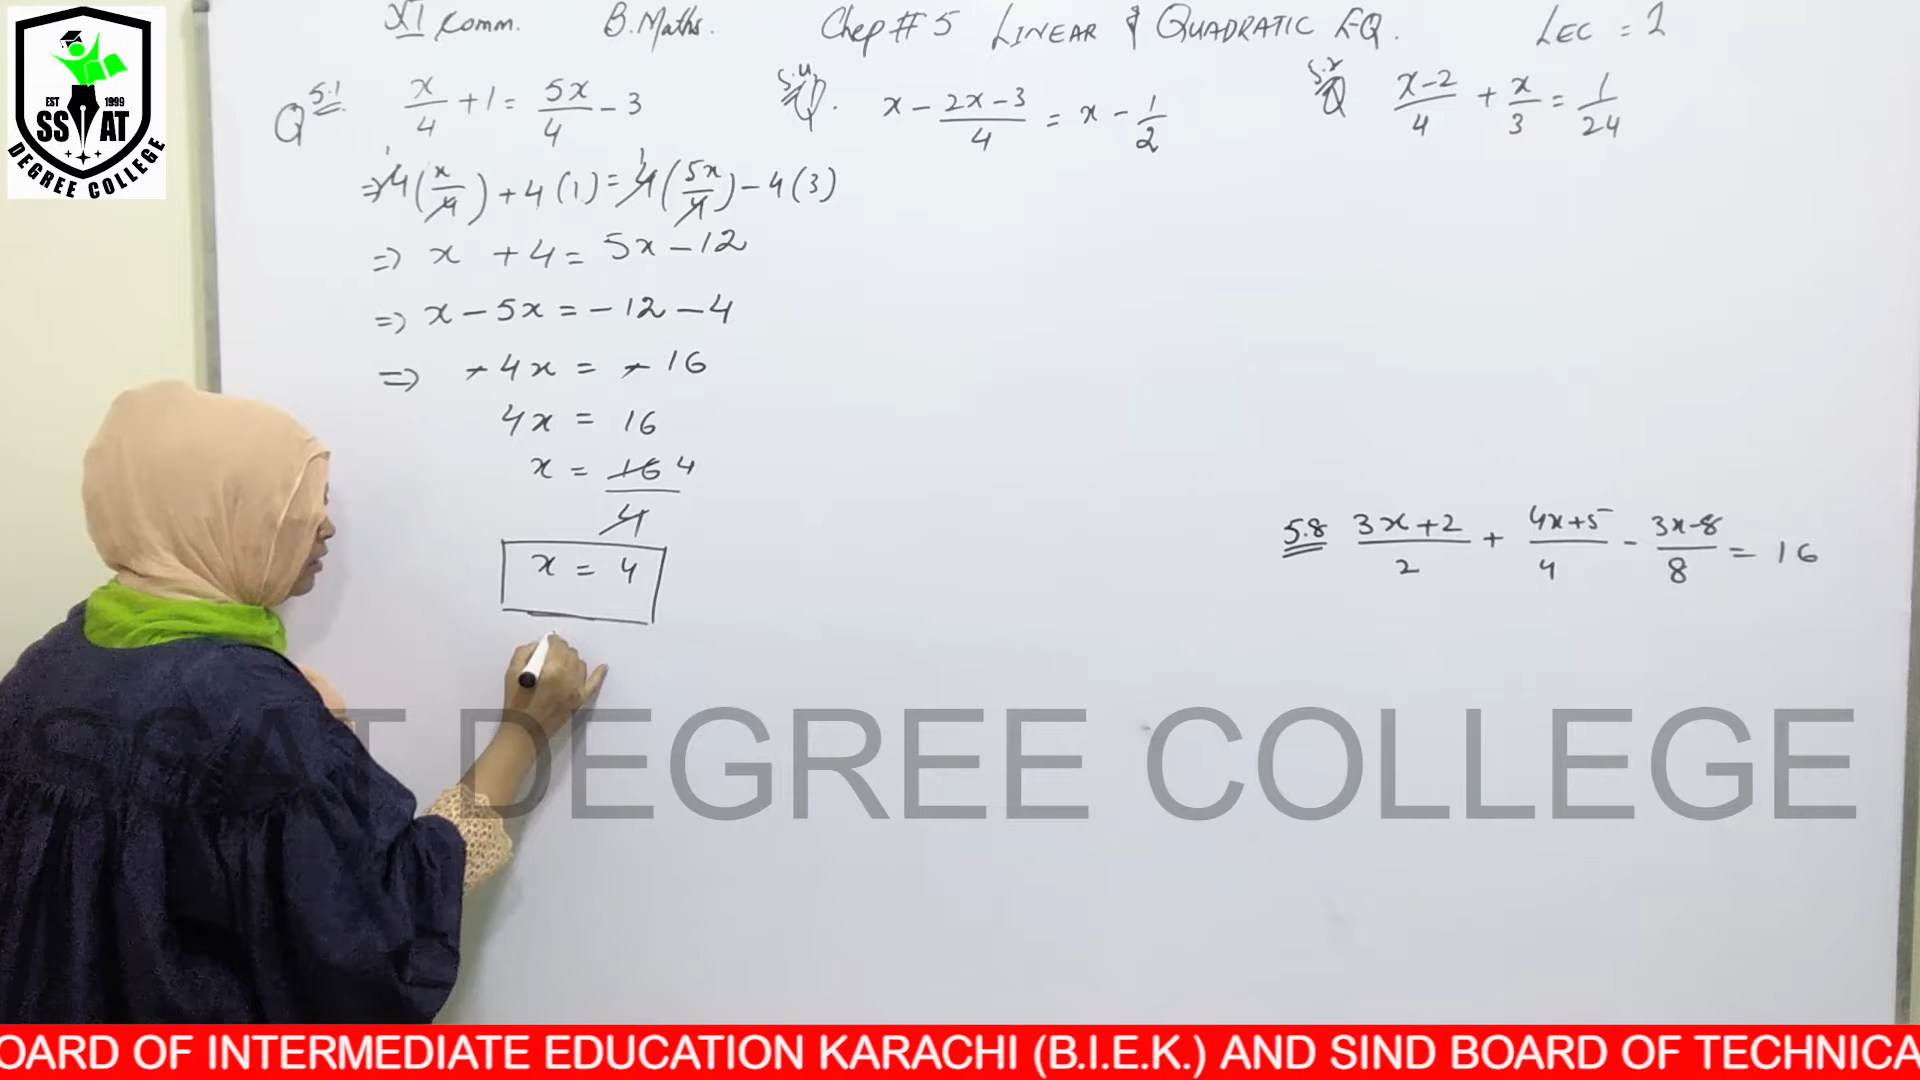 EST 1999
SSAT
DEGREE COLLEGE
XI Comm. B.Maths. Chep# 5 LINEAR & QUADRATIC EQ. LEC = 2
Q 5.1 x/4 + 1 = 5x/4 - 3
=> 4(x/4) + 4(1) = 4(5x/4) - 4(3)
=> x + 4 = 5x - 12
=> x - 5x = -12 - 4
=> -4x = -16
4x = 16
x = 16/4 4
x = 4
5.4 Q. x - 2x-3/4 = x - 1/2
Q x-2/4 + x/3 = 1/24
5.8 3x+2/2 + 4x+5/4 - 3x-8/8 = 16
SSAT DEGREE COLLEGE
OARD OF INTERMEDIATE EDUCATION KARACHI (B.I.E.K.) AND SIND BOARD OF TECHNICA